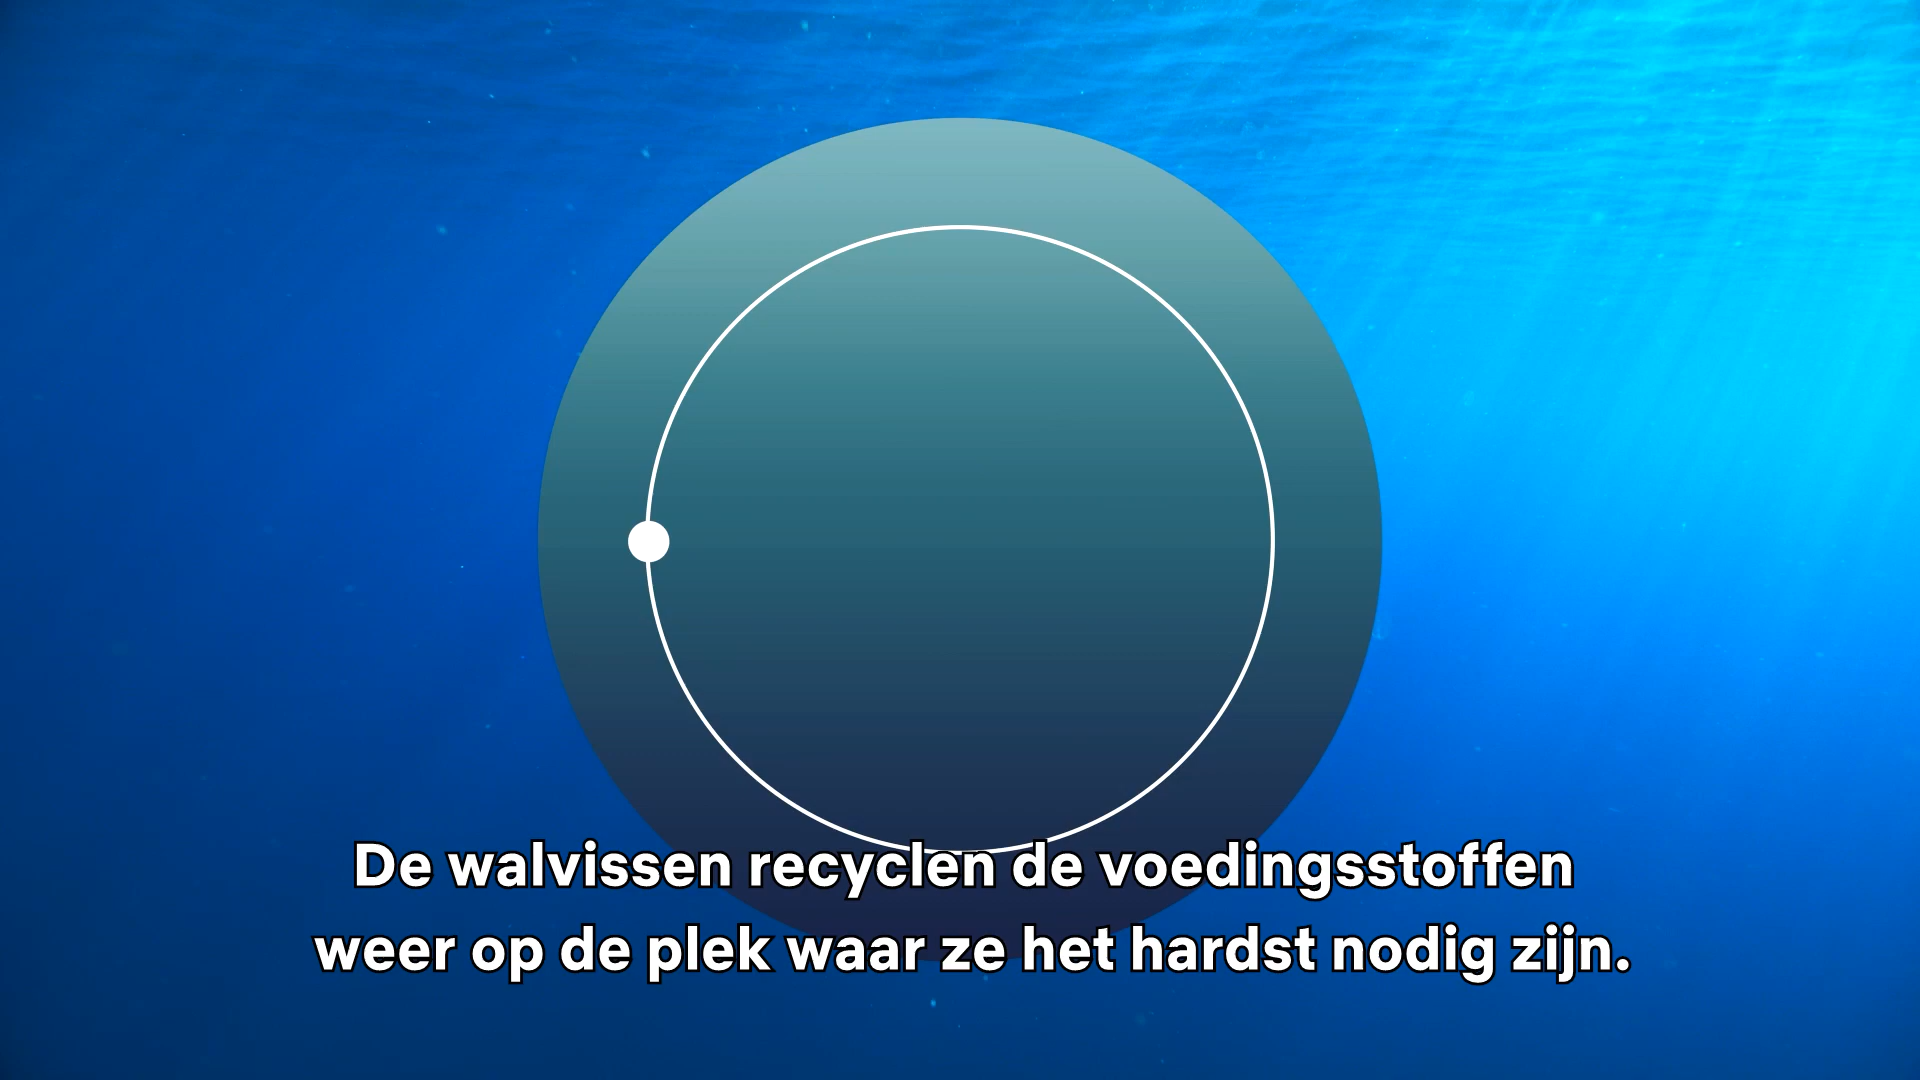 De walvissen recyclen de voedingsstoffen
weer op de plek waar ze het hardst nodig zijn.